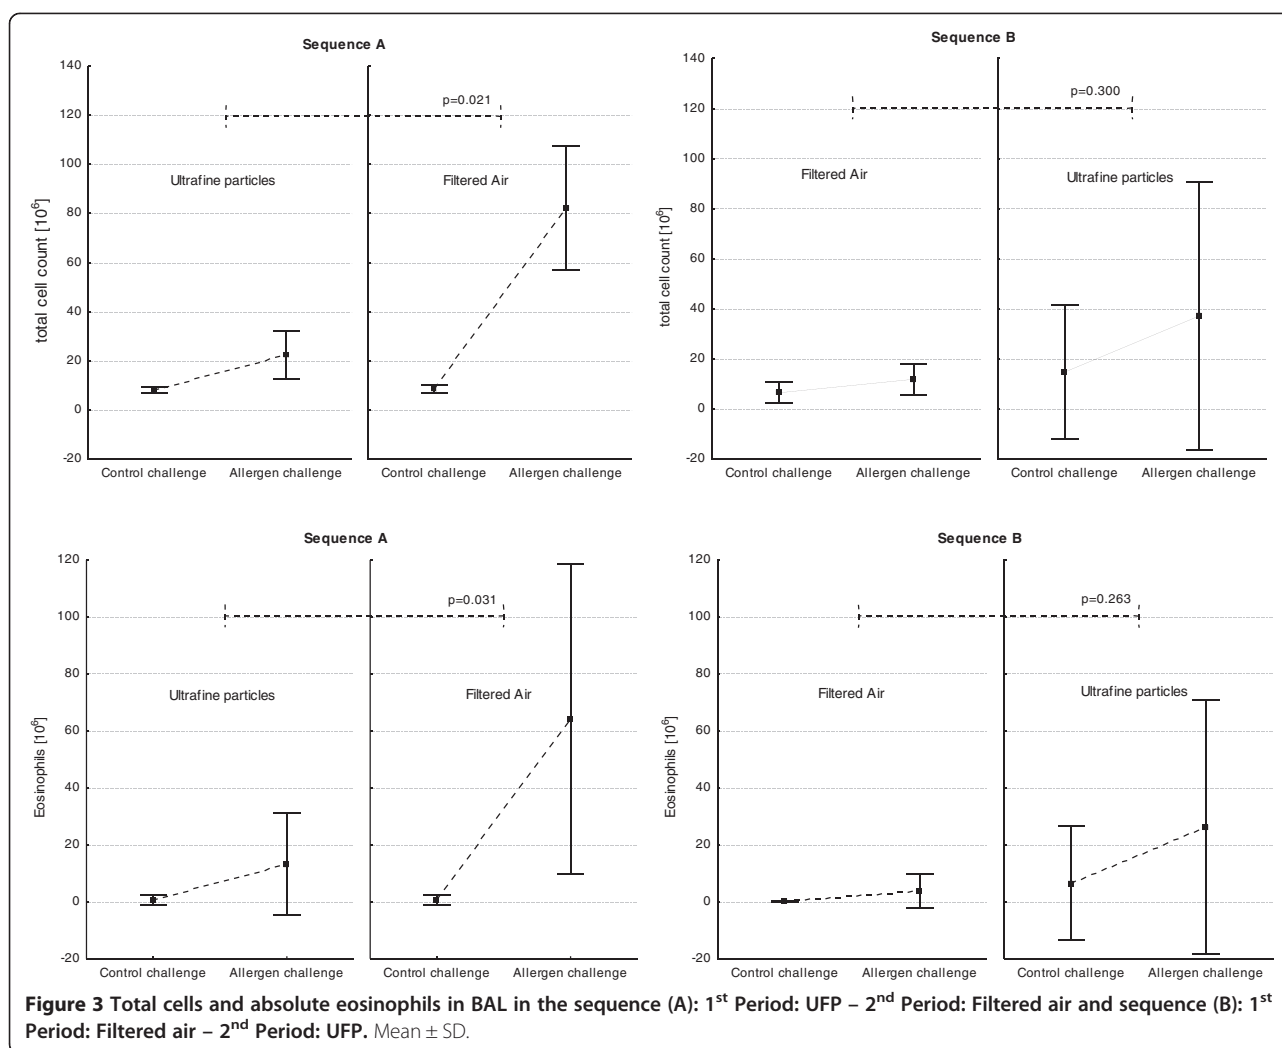 Sequence A
140
120
100
80
60
40
20
0
-20
total cell count [10⁶]
p=0.021
Ultrafine particles
Filtered Air
Control challenge
Allergen challenge
Control challenge
Allergen challenge
Sequence B
140
120
100
80
60
40
20
0
-20
total cell count [10⁶]
p=0.300
Filtered Air
Ultrafine particles
Control challenge
Allergen challenge
Control challenge
Allergen challenge
Sequence A
120
100
80
60
40
20
0
-20
Eosinophils [10⁶]
p=0.031
Ultrafine particles
Filtered Air
Control challenge
Allergen challenge
Control challenge
Allergen challenge
Sequence B
120
100
80
60
40
20
0
-20
Eosinophils [10⁶]
p=0.263
Filtered Air
Ultrafine particles
Control challenge
Allergen challenge
Control challenge
Allergen challenge
Figure 3 Total cells and absolute eosinophils in BAL in the sequence (A): 1ˢᵗ Period: UFP – 2ⁿᵈ Period: Filtered air and sequence (B): 1ˢᵗ
Period: Filtered air – 2ⁿᵈ Period: UFP. Mean ± SD.